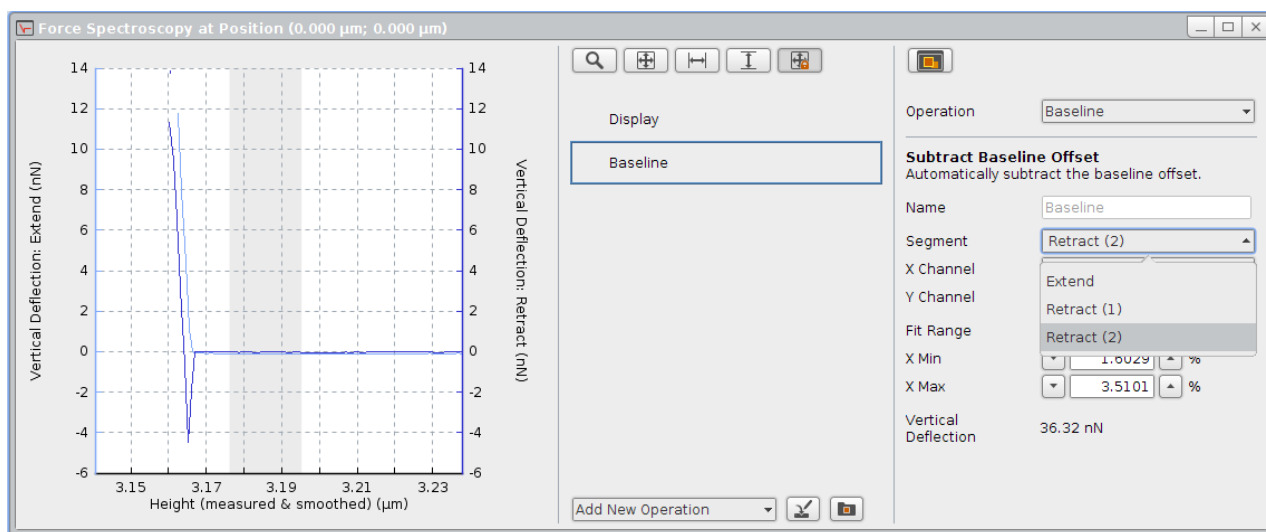 Force Spectroscopy at Position (0.000 µm; 0.000 µm)
14
12
10
8
6
4
2
0
-2
-4
-6
Vertical Deflection: Extend (nN)
14
12
10
8
6
4
2
0
-2
-4
-6
Vertical Deflection: Retract (nN)
3.15 3.17 3.19 3.21 3.23
Height (measured & smoothed) (µm)
Display
Baseline
Add New Operation
Operation Baseline
Subtract Baseline Offset
Automatically subtract the baseline offset.
Name Baseline
Segment Retract (2)
X Channel
Extend
Y Channel
Retract (1)
Fit Range
Retract (2)
X Min 1.6029 %
X Max 3.5101 %
Vertical
Deflection
36.32 nN